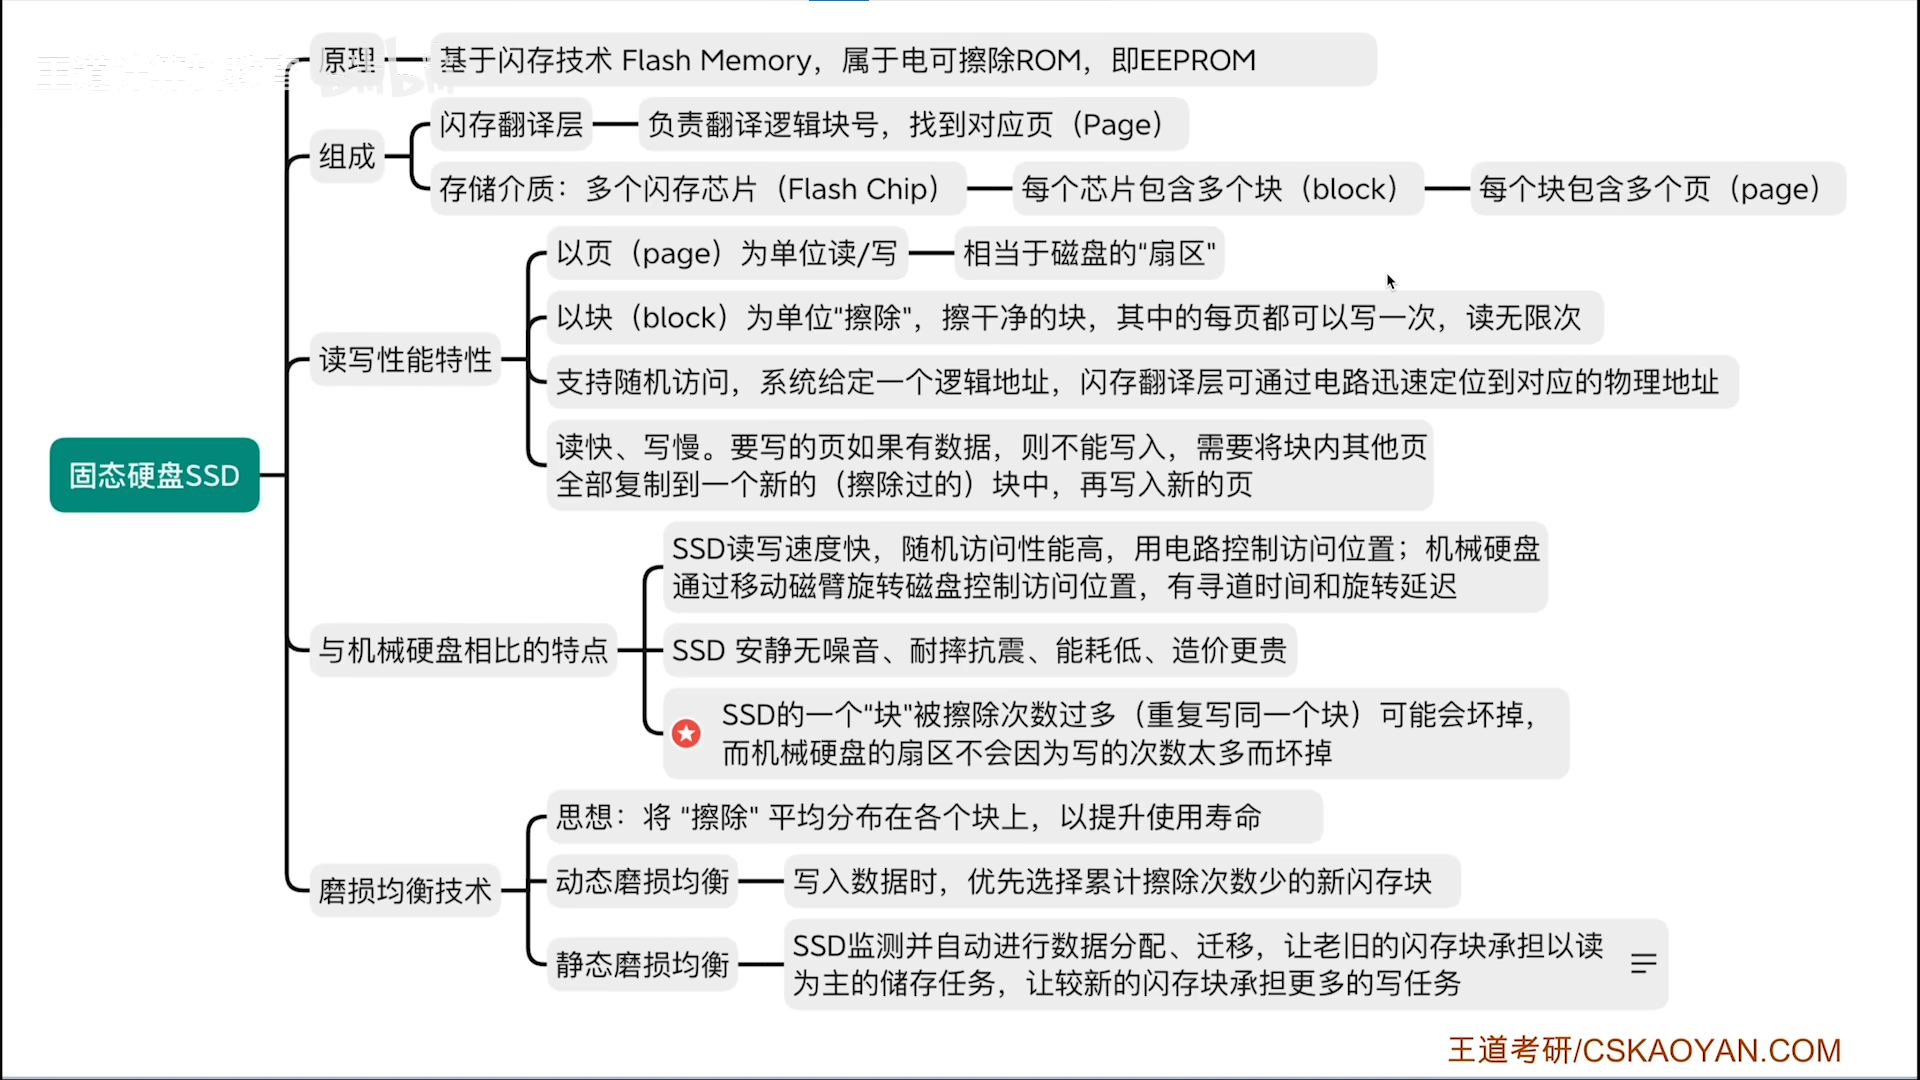 原理
基于闪存技术 Flash Memory，属于电可擦除ROM，即EEPROM
组成
闪存翻译层
负责翻译逻辑块号，找到对应页（Page）
存储介质：多个闪存芯片（Flash Chip）
每个芯片包含多个块（block）
每个块包含多个页（page）
读写性能特性
以页（page）为单位读/写
相当于磁盘的“扇区”
以块（block）为单位“擦除”，擦干净的块，其中的每页都可以写一次，读无限次
支持随机访问，系统给定一个逻辑地址，闪存翻译层可通过电路迅速定位到对应的物理地址
读快、写慢。要写的页如果有数据，则不能写入，需要将块内其他页
全部复制到一个新的（擦除过的）块中，再写入新的页
固态硬盘SSD
与机械硬盘相比的特点
SSD读写速度快，随机访问性能高，用电路控制访问位置；机械硬盘
通过移动磁臂旋转磁盘控制访问位置，有寻道时间和旋转延迟
SSD 安静无噪音、耐摔抗震、能耗低、造价更贵
SSD的一个“块”被擦除次数过多（重复写同一个块）可能会坏掉，
而机械硬盘的扇区不会因为写的次数太多而坏掉
磨损均衡技术
思想：将 “擦除” 平均分布在各个块上，以提升使用寿命
动态磨损均衡
写入数据时，优先选择累计擦除次数少的新闪存块
静态磨损均衡
SSD监测并自动进行数据分配、迁移，让老旧的闪存块承担以读
为主的储存任务，让较新的闪存块承担更多的写任务
王道考研/CSKAOYAN.COM